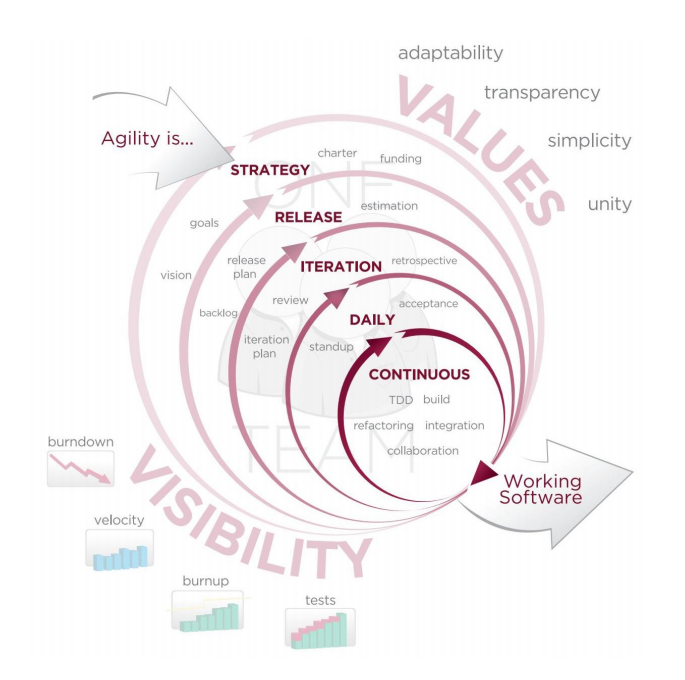 adaptability
VALUES
transparency
Agility is...
simplicity
charter
funding
STRATEGY
ONE
unity
estimation
RELEASE
goals
release
plan
retrospective
ITERATION
vision
review
acceptance
backlog
DAILY
iteration
plan
standup
CONTINUOUS
TDD build
refactoring integration
TEAM
collaboration
burndown
VISIBILITY
Working
Software
velocity
burnup
tests